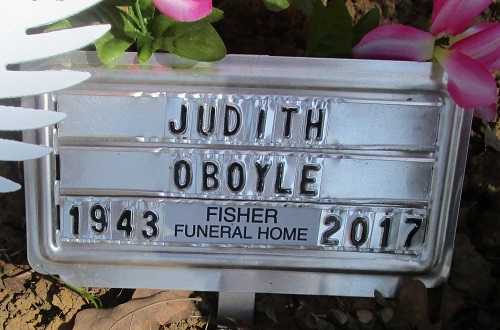 JUDITH
OBOYLE
1943 FISHER FUNERAL HOME 2017